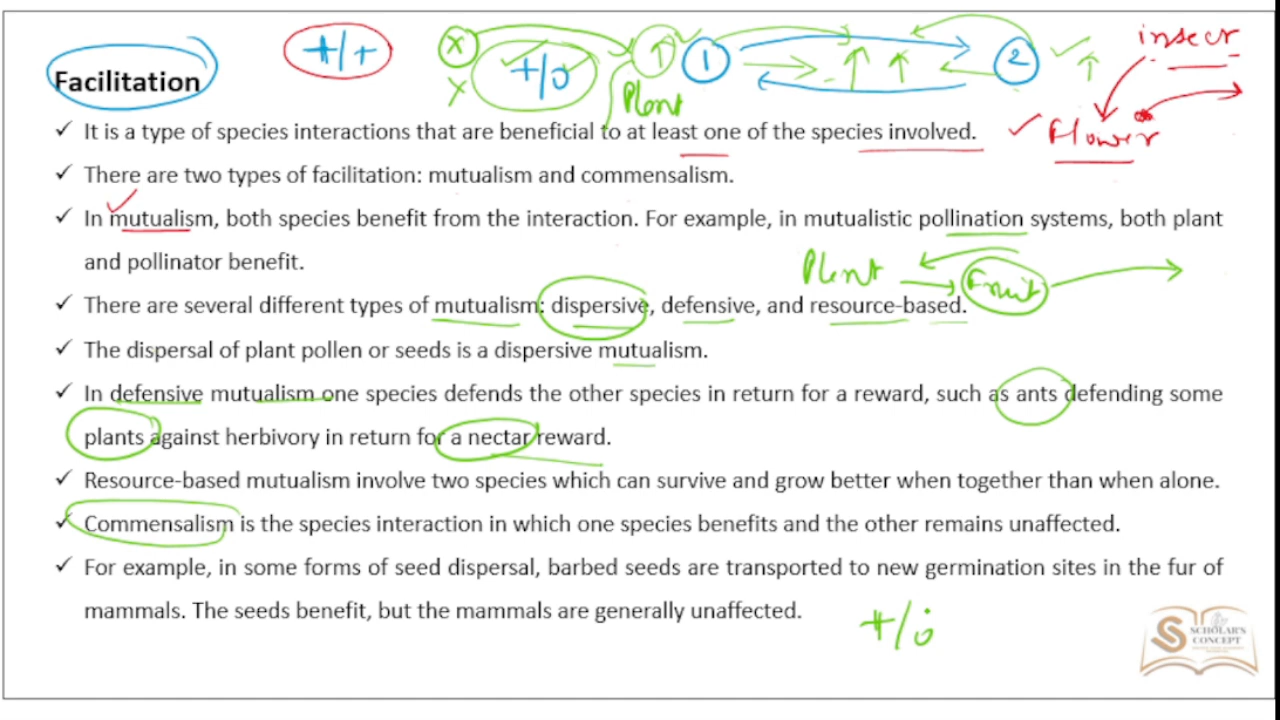 insect
+/+
x
+/0
↑
1
2
Facilitation
x
Plant
Flower
✓ It is a type of species interactions that are beneficial to at least one of the species involved.
✓ There are two types of facilitation: mutualism and commensalism.
✓ In mutualism, both species benefit from the interaction. For example, in mutualistic pollination systems, both plant
and pollinator benefit.
Plant
Fruit
✓ There are several different types of mutualism: dispersive, defensive, and resource-based.
✓ The dispersal of plant pollen or seeds is a dispersive mutualism.
✓ In defensive mutualism one species defends the other species in return for a reward, such as ants defending some
plants against herbivory in return for a nectar reward.
✓ Resource-based mutualism involve two species which can survive and grow better when together than when alone.
✓ Commensalism is the species interaction in which one species benefits and the other remains unaffected.
✓ For example, in some forms of seed dispersal, barbed seeds are transported to new germination sites in the fur of
mammals. The seeds benefit, but the mammals are generally unaffected.
+/0
SCHOLAR'S
CONCEPT